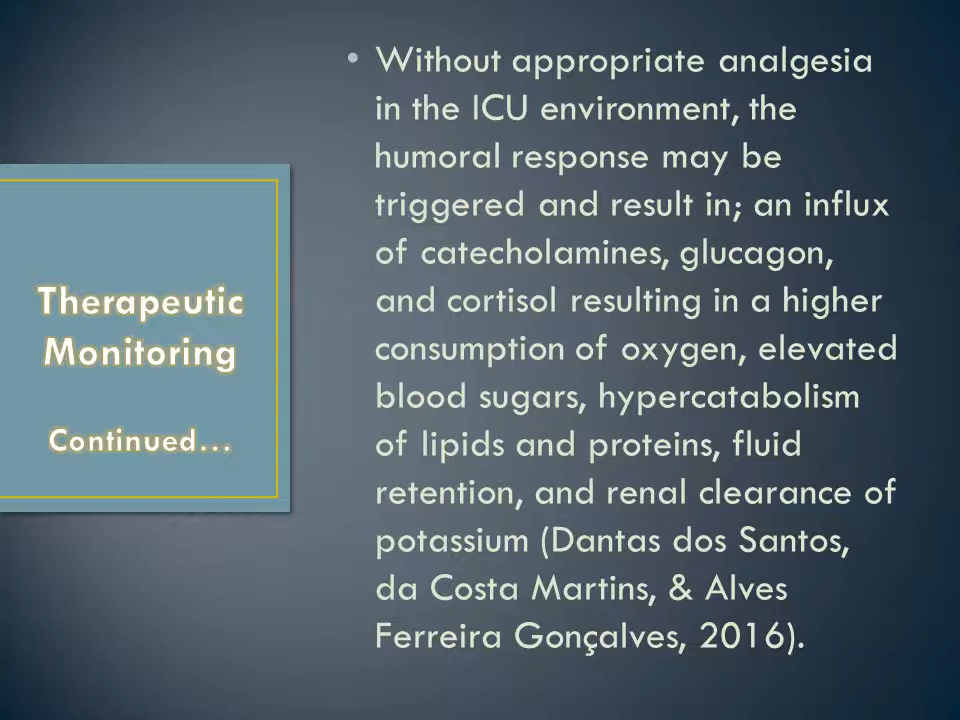 Therapeutic
Monitoring
Continued...
• Without appropriate analgesia
in the ICU environment, the
humoral response may be
triggered and result in; an influx
of catecholamines, glucagon,
and cortisol resulting in a higher
consumption of oxygen, elevated
blood sugars, hypercatabolism
of lipids and proteins, fluid
retention, and renal clearance of
potassium (Dantas dos Santos,
da Costa Martins, & Alves
Ferreira Gonçalves, 2016).